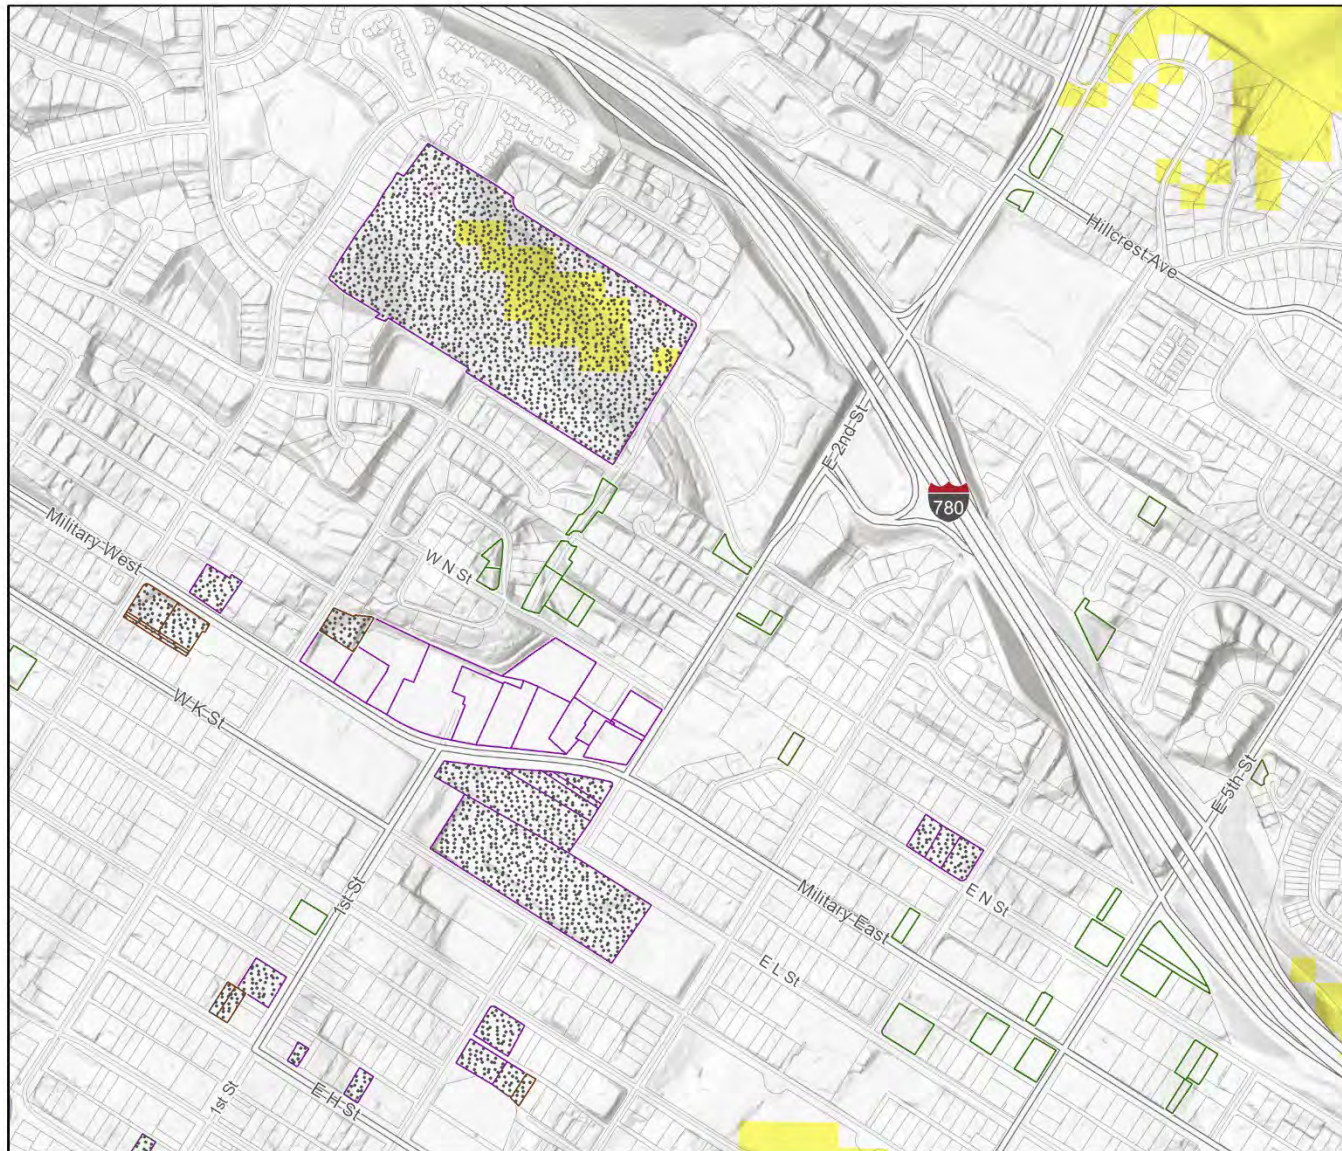 Hillcrest Ave
E 2nd St
780
Military West
W N St
W K St
E 5th St
1st St
Military East
E N St
E L St
1st St
E H St